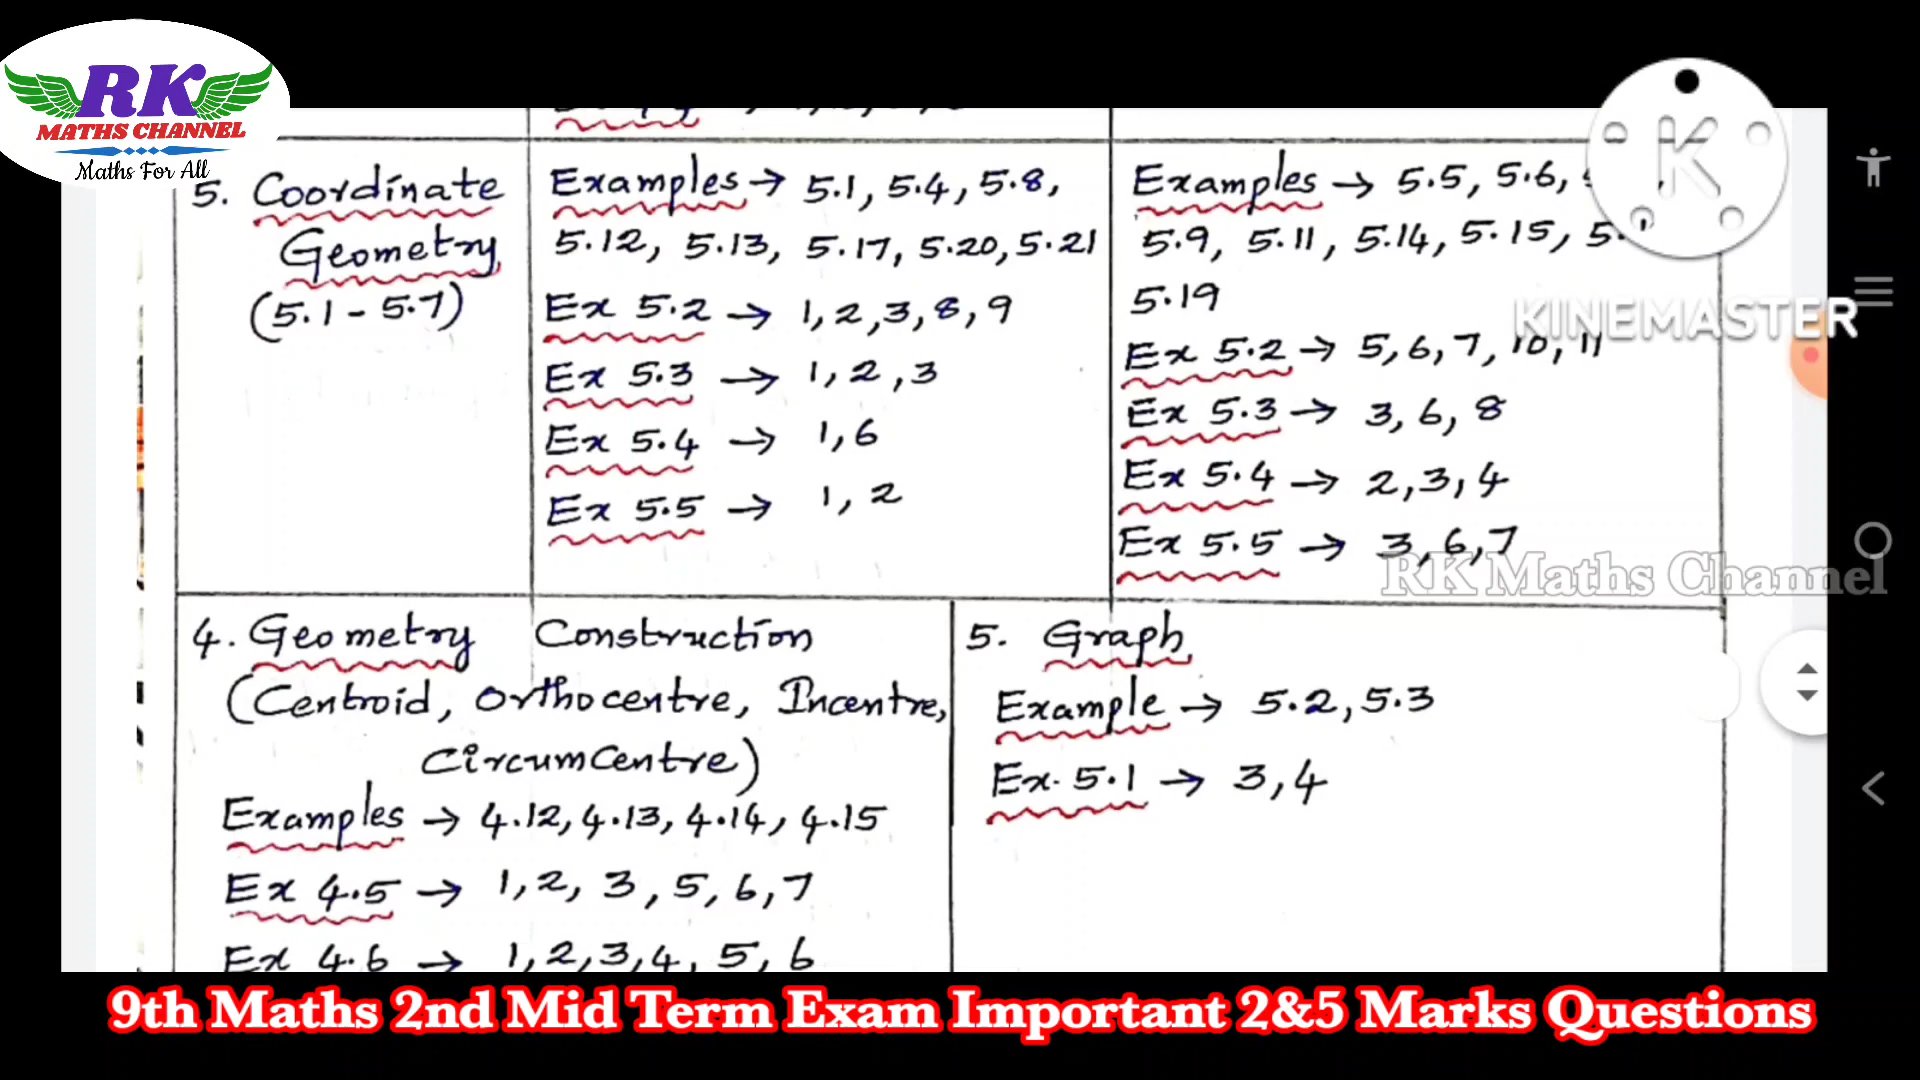 RK
MATHS CHANNEL
Maths For All
5. Coordinate
Geometry
(5.1 - 5.7)
Examples → 5.1, 5.4, 5.8,
5.12, 5.13, 5.17, 5.20, 5.21
Ex 5.2 → 1, 2, 3, 8, 9
Ex 5.3 → 1, 2, 3
Ex 5.4 → 1, 6
Ex 5.5 → 1, 2
Examples → 5.5, 5.6,
5.9, 5.11, 5.14, 5.15,
5.19
Ex 5.2 → 5, 6, 7, 10, 11
Ex 5.3 → 3, 6, 8
Ex 5.4 → 2, 3, 4
Ex 5.5 → 3, 6, 7
K
KINEMASTER
RK Maths Channel
4. Geometry Construction
(Centroid, Orthocentre, Incentre,
CircumCentre)
Examples → 4.12, 4.13, 4.14, 4.15
Ex 4.5 → 1, 2, 3, 5, 6, 7
Ex 4.6 → 1, 2, 3, 4, 5, 6
5. Graph
Example → 5.2, 5.3
Ex. 5.1 → 3, 4
9th Maths 2nd Mid Term Exam Important 2&5 Marks Questions